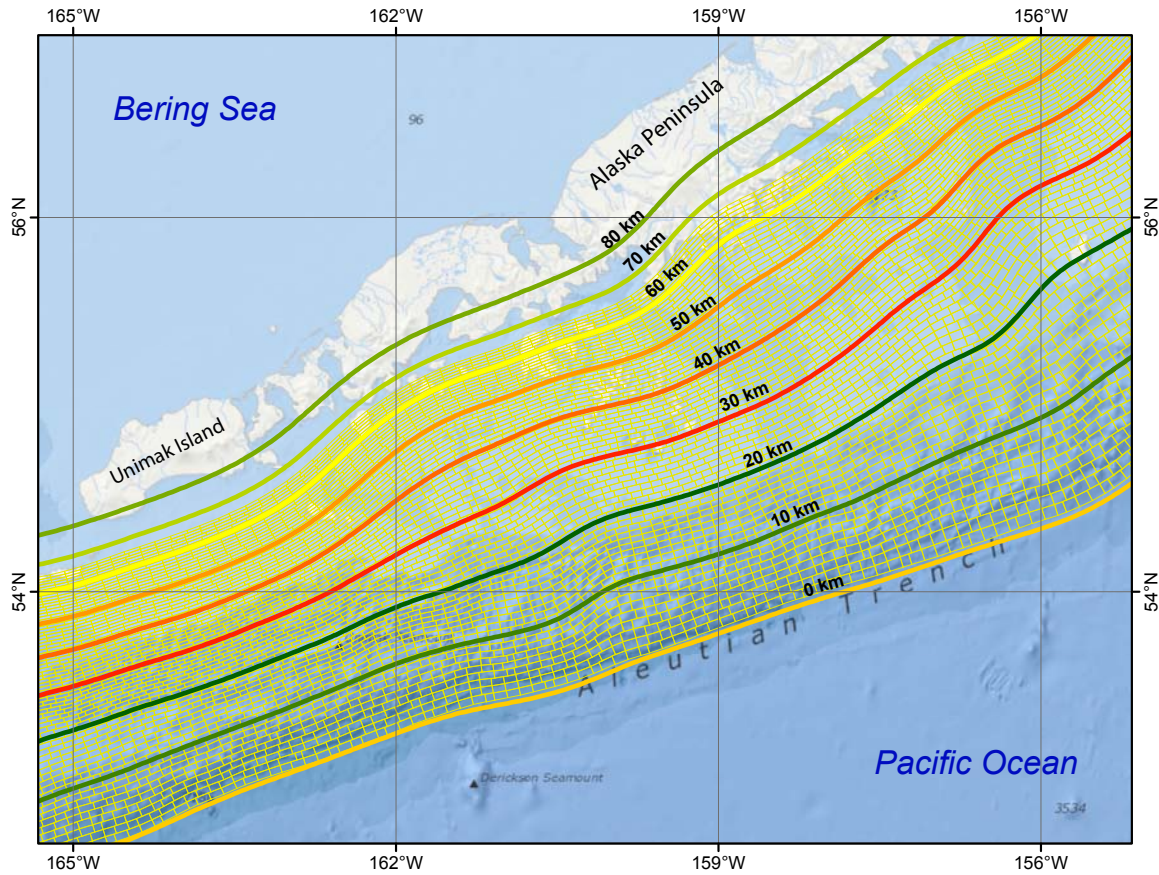 165°W
162°W
159°W
156°W
Bering Sea
96
Alaska Peninsula
56°N
56°N
80 km
70 km
60 km
50 km
40 km
30 km
Unimak Island
20 km
10 km
0 km
54°N
54°N
Aleutian Trench
Pacific Ocean
Derickson Seamount
3534
165°W
162°W
159°W
156°W